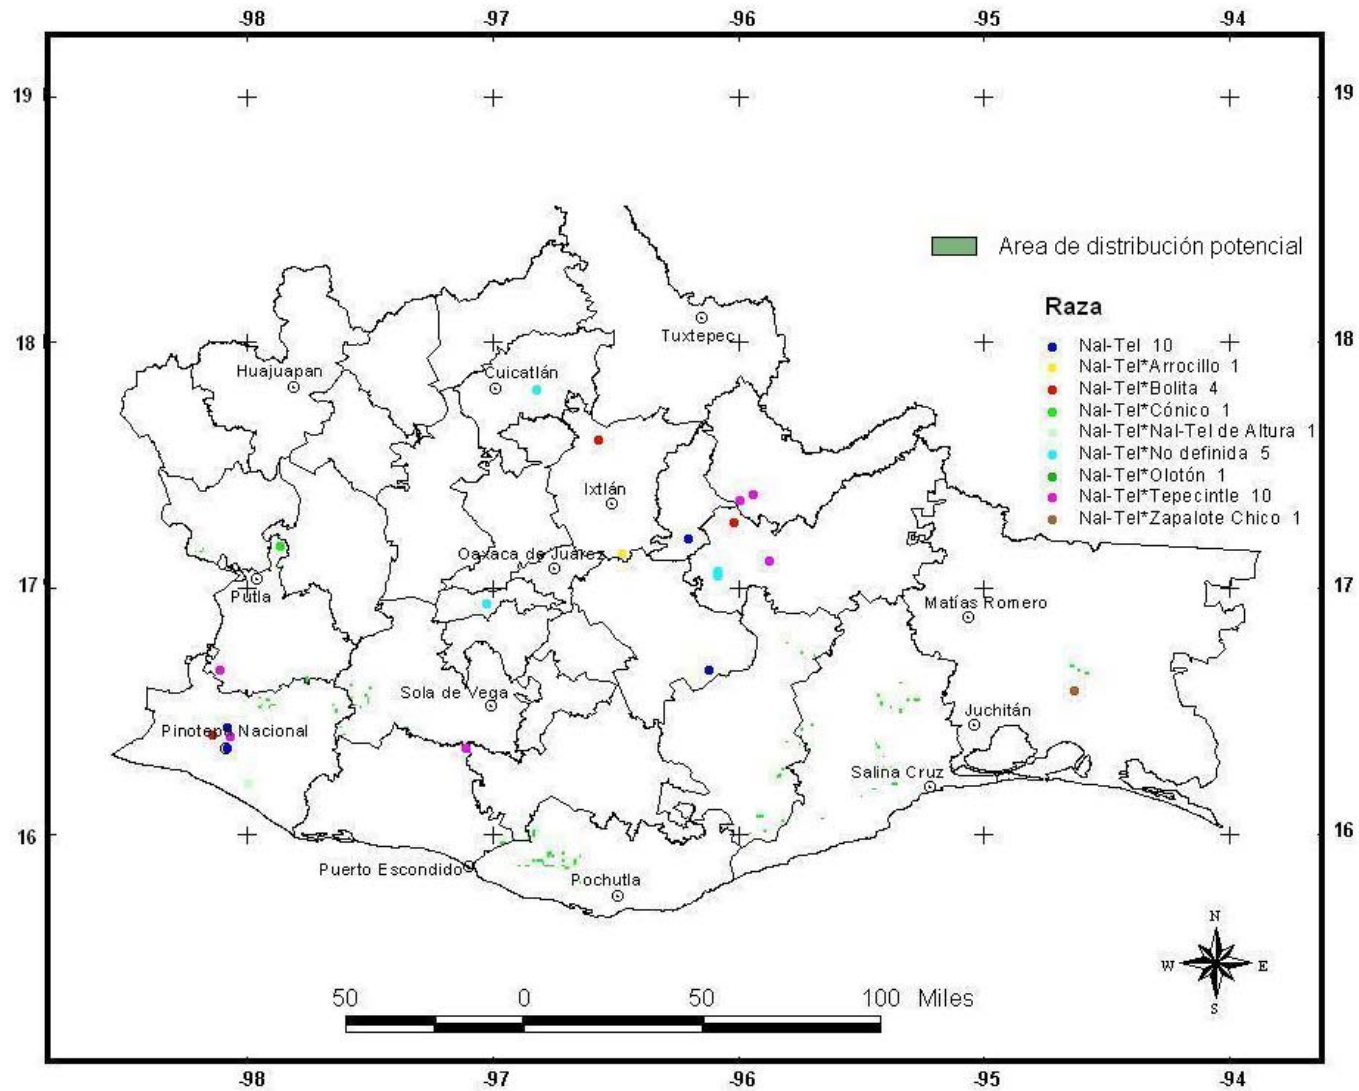 -98 -97 -96 -95 -94
19 19
Area de distribución potencial
Raza
Tuxtepec
18 18
Nal-Tel 10
Nal-Tel*Arrocillo 1
Nal-Tel*Bolita 4
Nal-Tel*Cónico 1
Nal-Tel*Nal-Tel de Altura 1
Nal-Tel*No definida 5
Nal-Tel*Olotón 1
Nal-Tel*Tepecintle 10
Nal-Tel*Zapalote Chico 1
Huajuapan
Cuicatlán
Ixtlán
Oaxaca de Juárez
17 17
Putla
Matías Romero
Sola de Vega
Juchitán
Pinotepa Nacional
Salina Cruz
16 16
Puerto Escondido
Pochutla
N
W E
S
50 0 50 100 Miles
-98 -97 -96 -95 -94